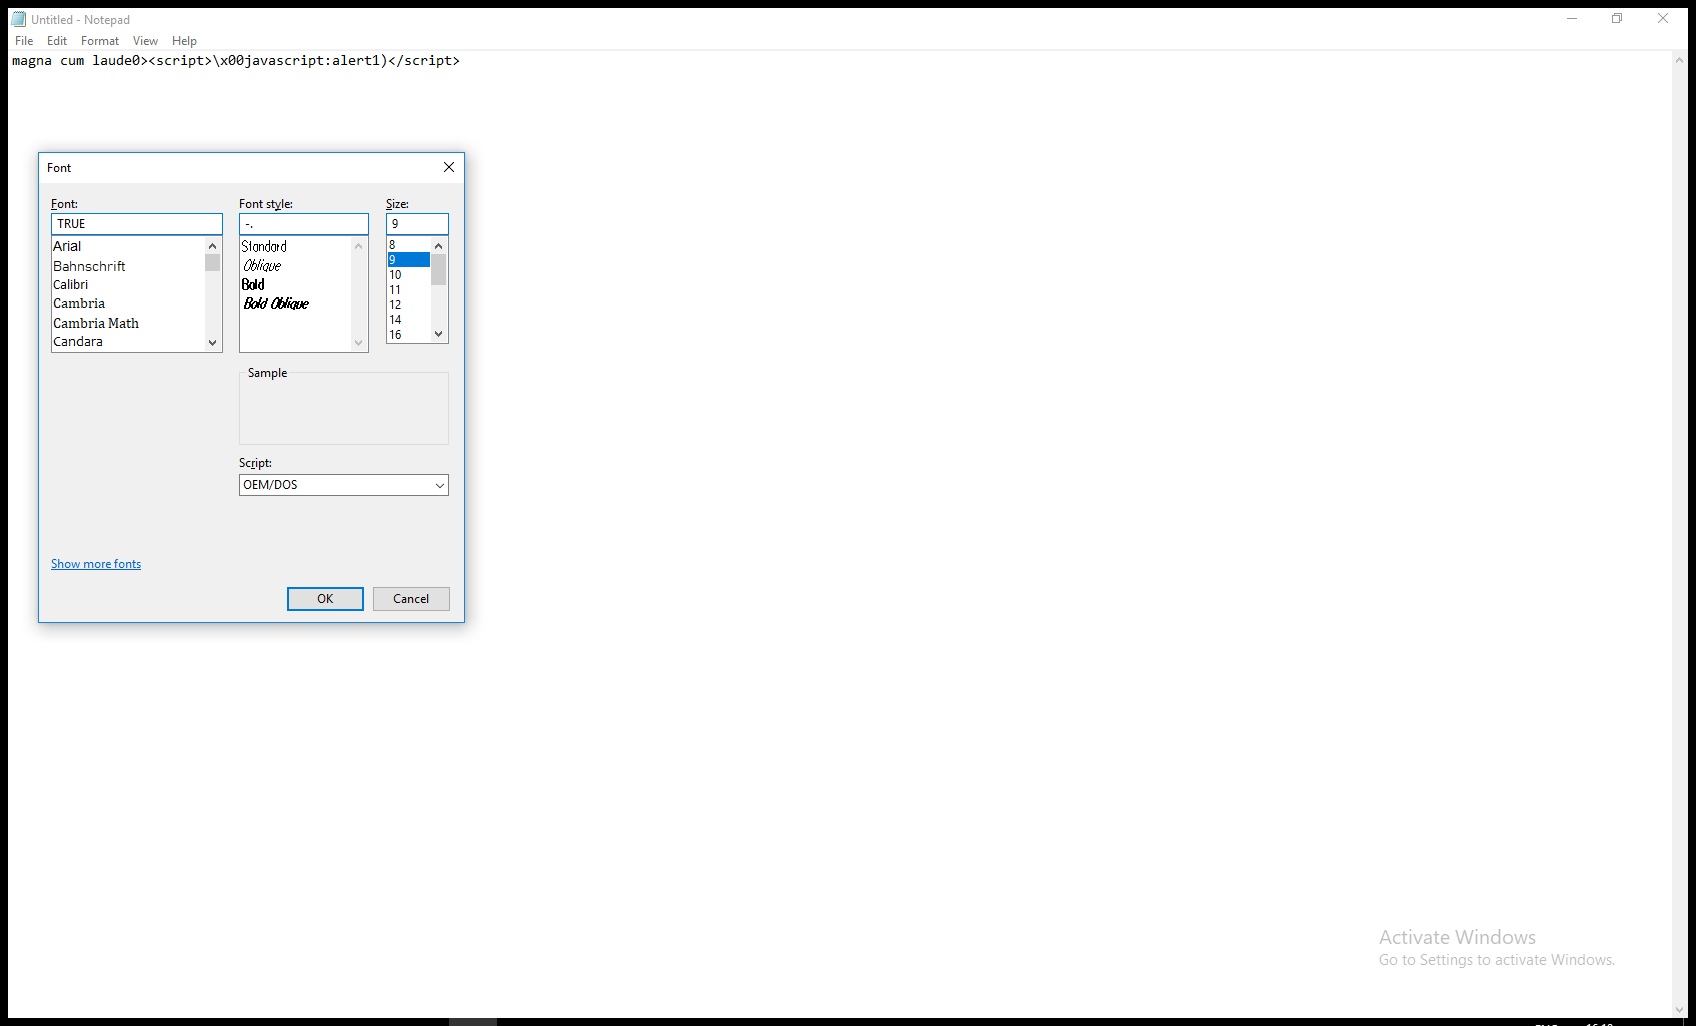 Untitled - Notepad
File Edit Format View Help
magna cum laude0><script>\x00javascript:alert1)</script>
Font
Font: Font style: Size:
TRUE -. 9
Arial Standard 8
Bahnschrift Oblique 9
Calibri Bold 10
Cambria Bold Oblique 11
Cambria Math 12
Candara 14
16
Sample
Script:
OEM/DOS
Show more fonts
OK Cancel
Activate Windows
Go to Settings to activate Windows.